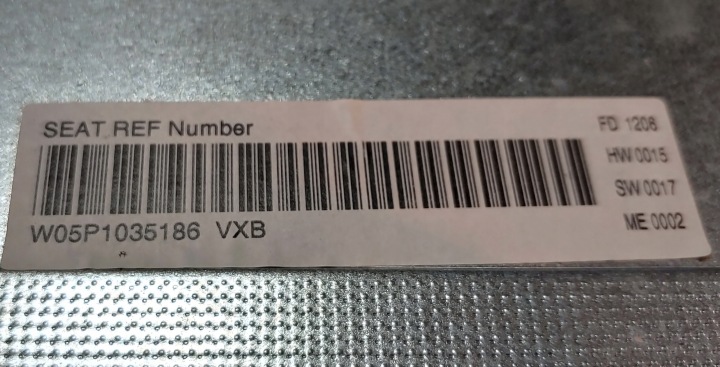 SEAT REF Number
FD 1208
HW 0015
SW 0017
W05P1035186 VXB
ME 0002